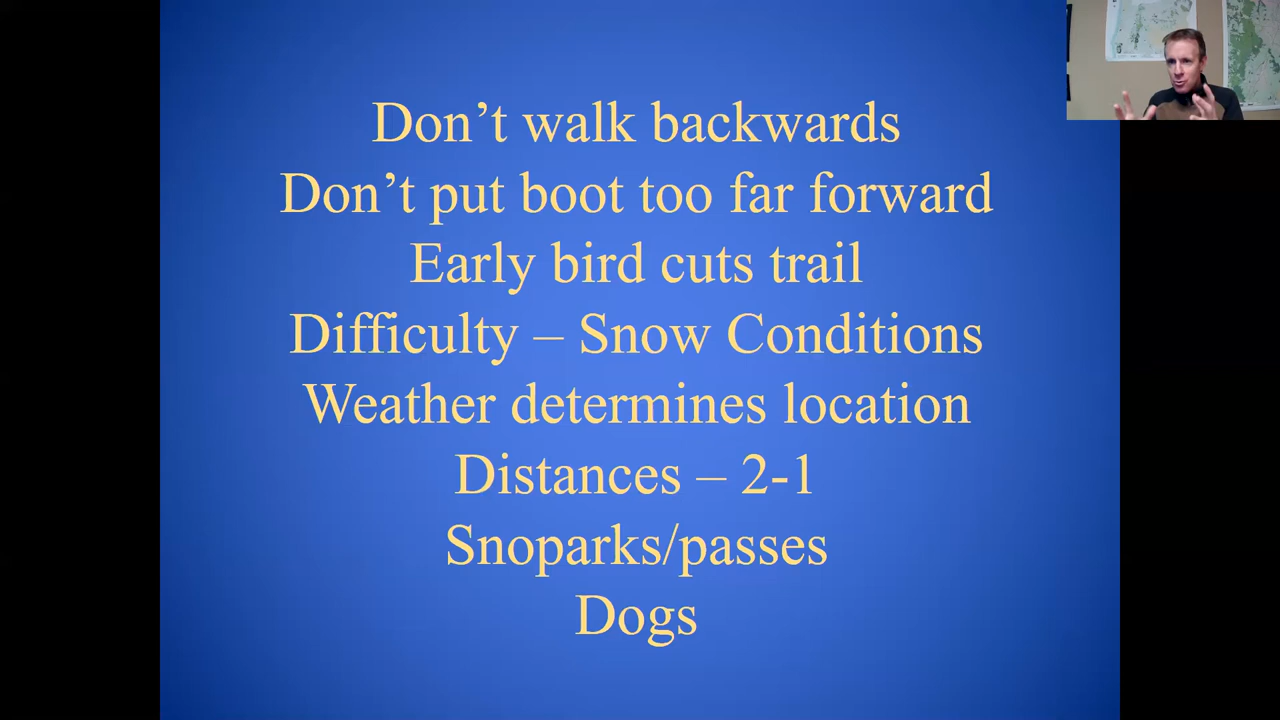 Don’t walk backwards
Don’t put boot too far forward
Early bird cuts trail
Difficulty – Snow Conditions
Weather determines location
Distances – 2-1
Snoparks/passes
Dogs